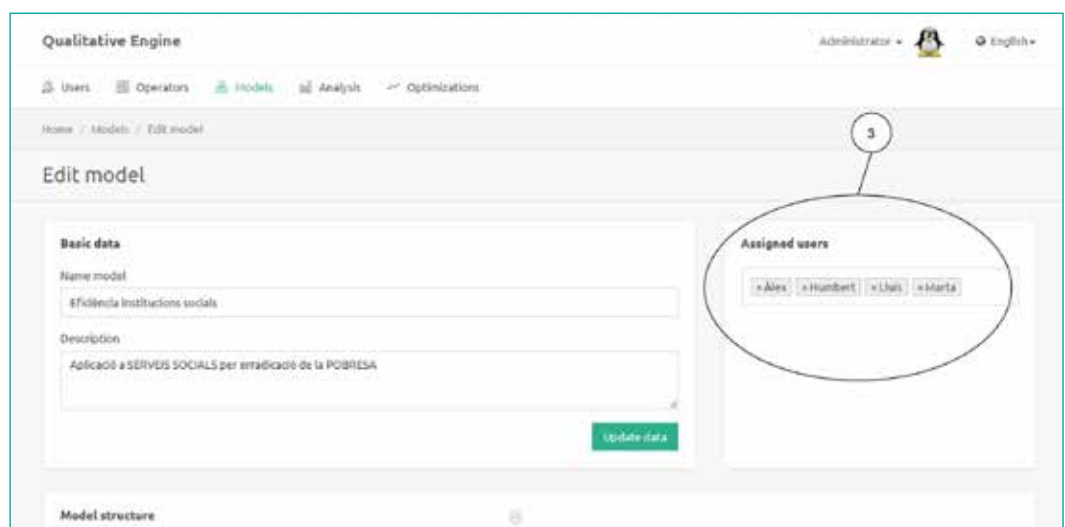 Qualitative Engine
Administrator
English
Users Operators Models Analysis Optimizations
Home / Models / Edit model
3
Edit model
Basic data
Assigned users
Name model
×Àlex ×Humbert ×Lluís ×Marta
Eficiència institucions socials
Description
Aplicació a SERVEIS SOCIALS per erradicació de la POBRESA
Update data
Model structure